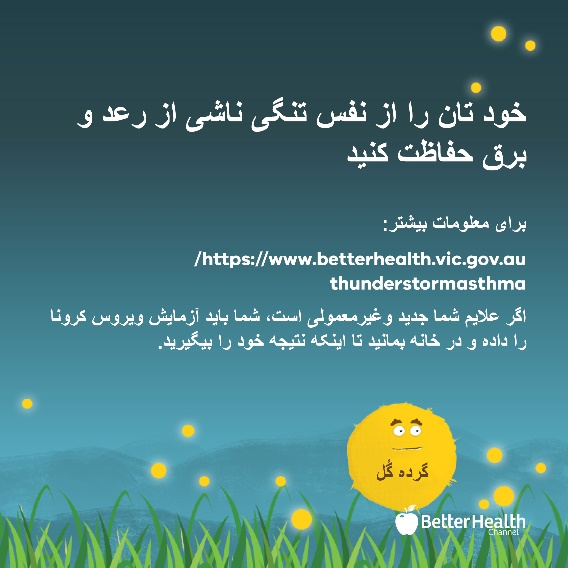 خود تان را از نفس تنگی ناشی از رعد و
برق حفاظت کنید
برای معلومات بیشتر:
https://www.betterhealth.vic.gov.au/
thunderstormasthma
اگر علایم شما جدید وغیرمعمولی است، شما باید آزمایش ویروس کرونا
را داده و در خانه بمانید تا اینکه نتیجه خود را بیگیرید.
گرده گُل
BetterHealth
Channel